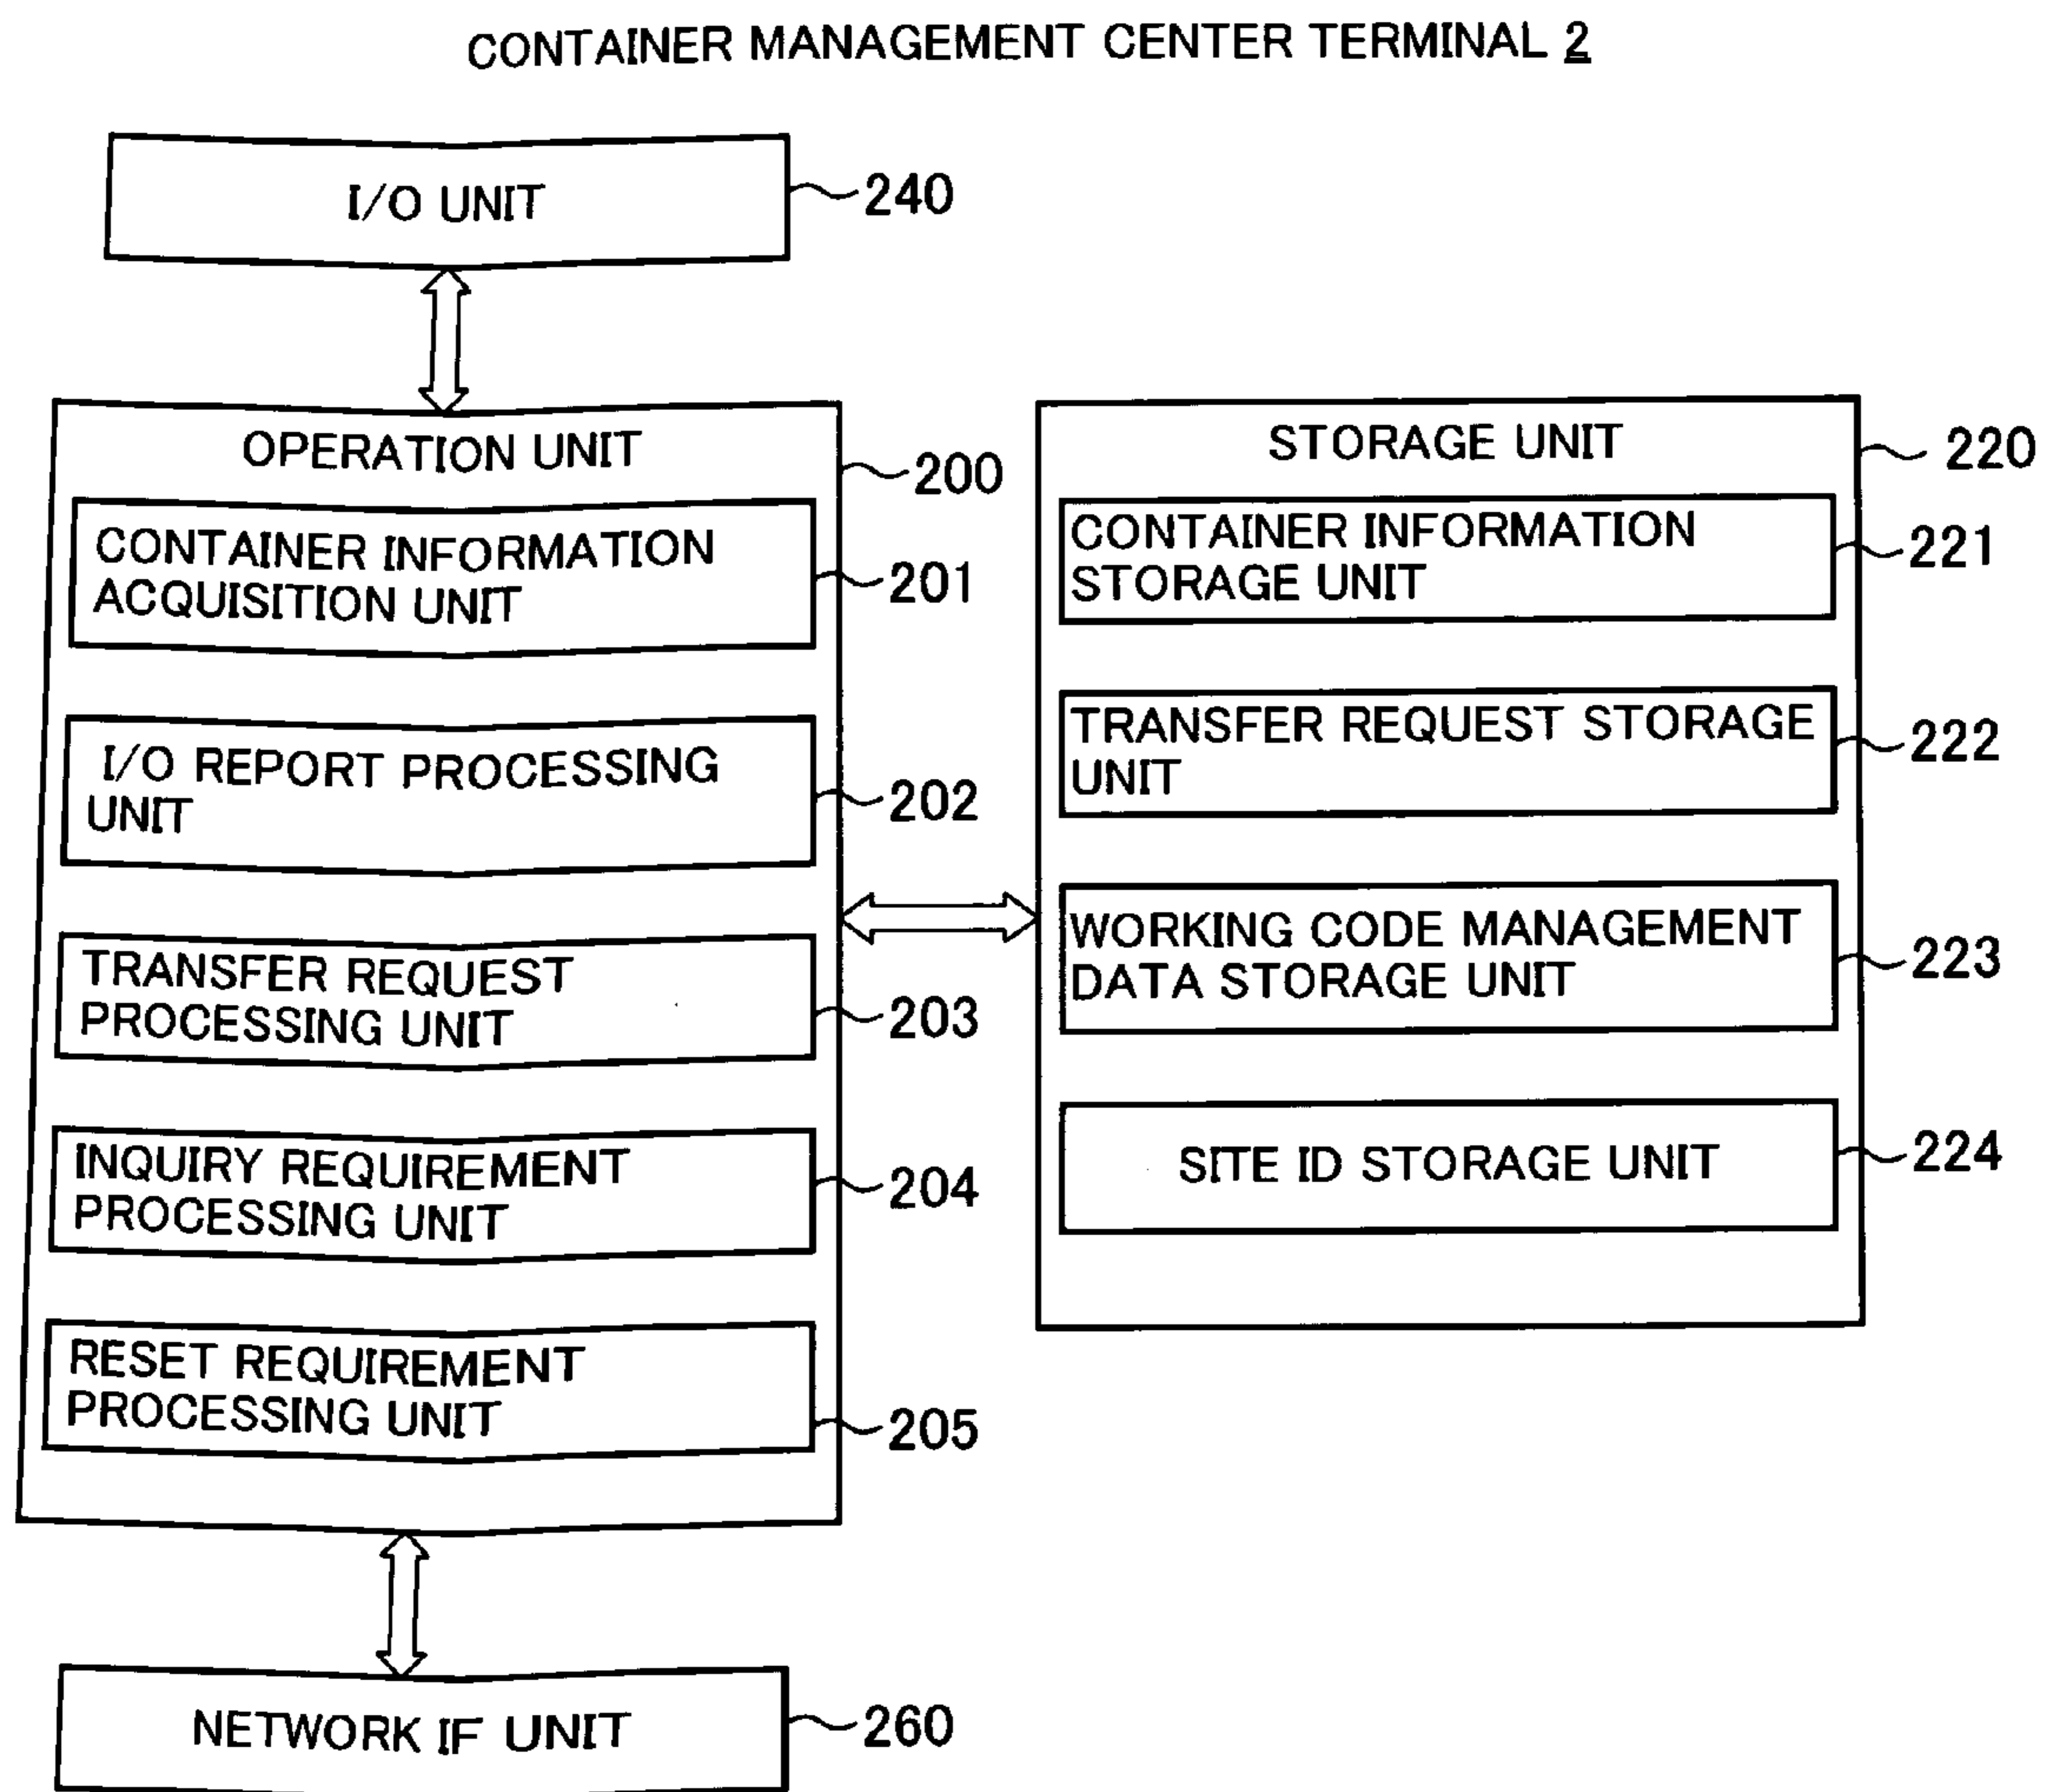 CONTAINER MANAGEMENT CENTER TERMINAL 2
I/O UNIT
240
OPERATION UNIT
200
CONTAINER INFORMATION
ACQUISITION UNIT
201
I/O REPORT PROCESSING
UNIT
202
TRANSFER REQUEST
PROCESSING UNIT
203
INQUIRY REQUIREMENT
PROCESSING UNIT
204
RESET REQUIREMENT
PROCESSING UNIT
205
STORAGE UNIT
220
CONTAINER INFORMATION
STORAGE UNIT
221
TRANSFER REQUEST STORAGE
UNIT
222
WORKING CODE MANAGEMENT
DATA STORAGE UNIT
223
SITE ID STORAGE UNIT
224
NETWORK IF UNIT
260